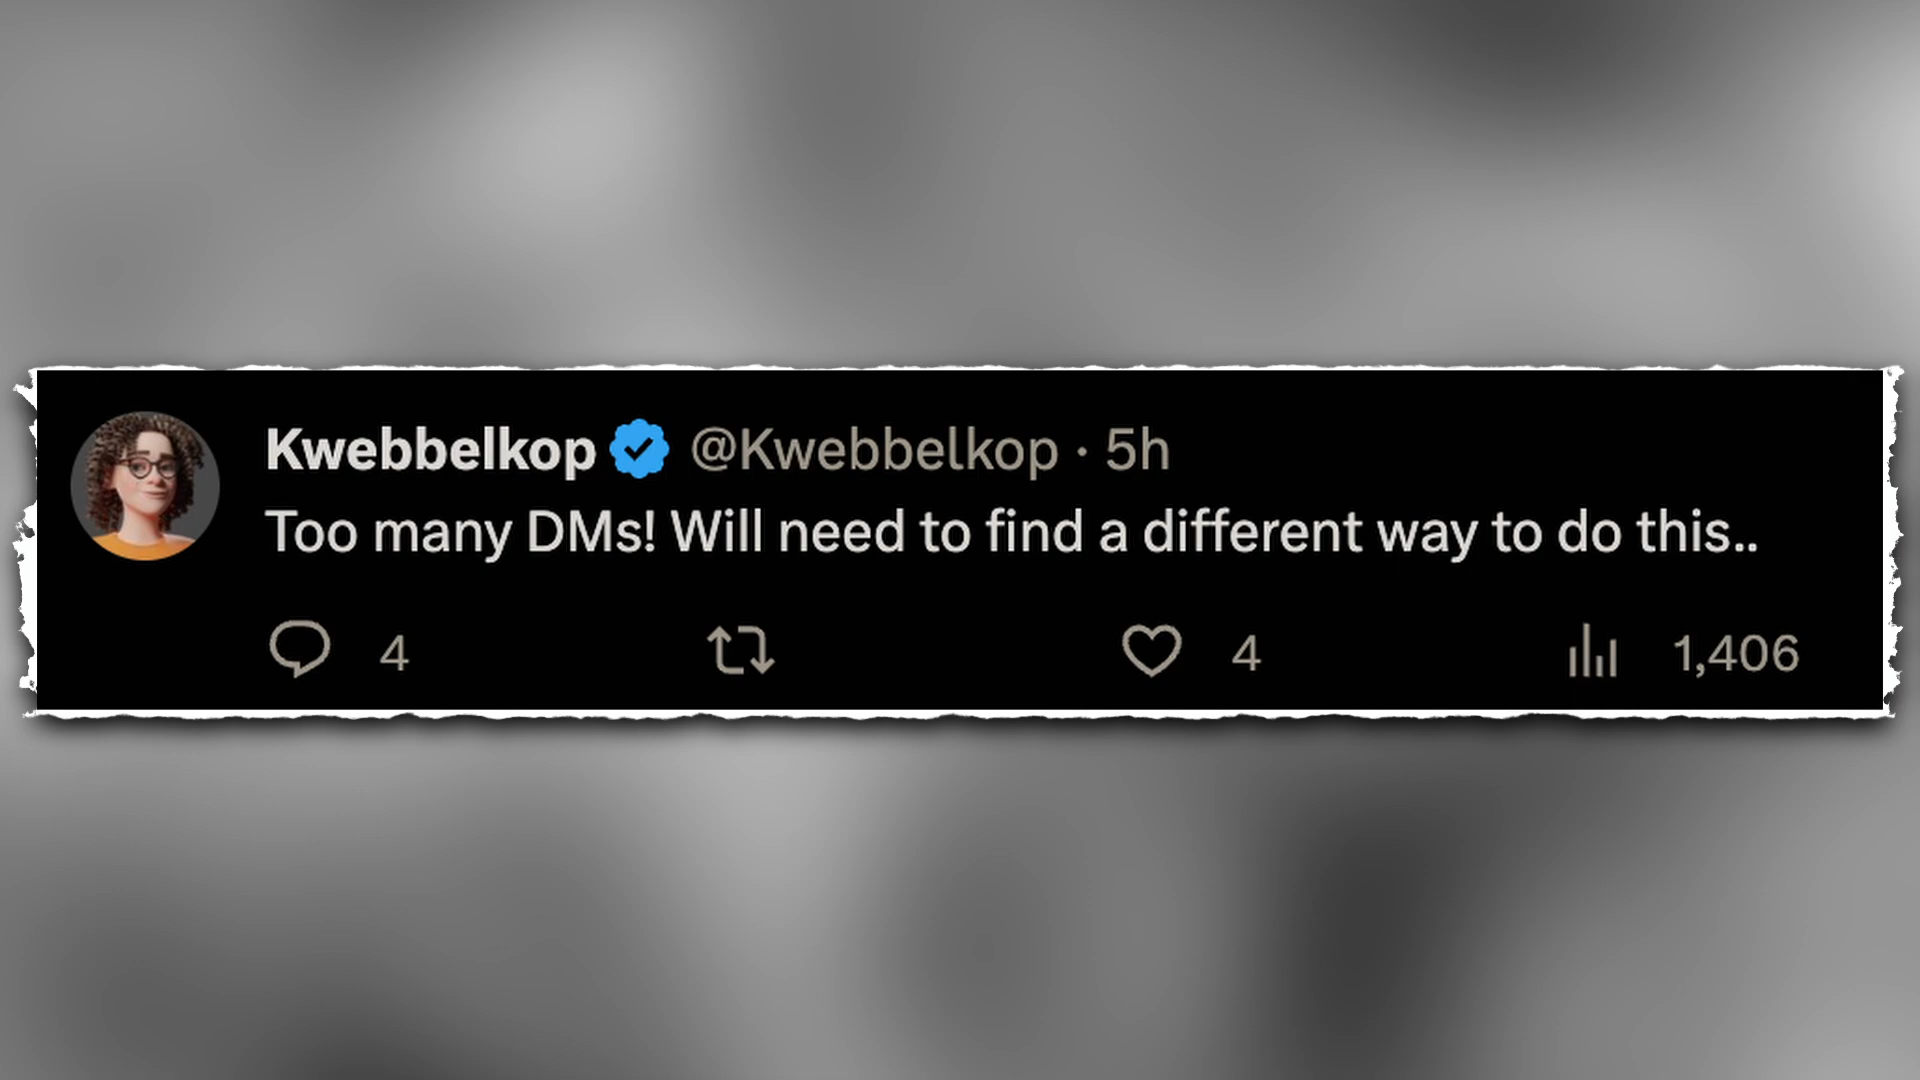 Kwebbelkop @Kwebbelkop · 5h
Too many DMs! Will need to find a different way to do this..
4 4 1,406